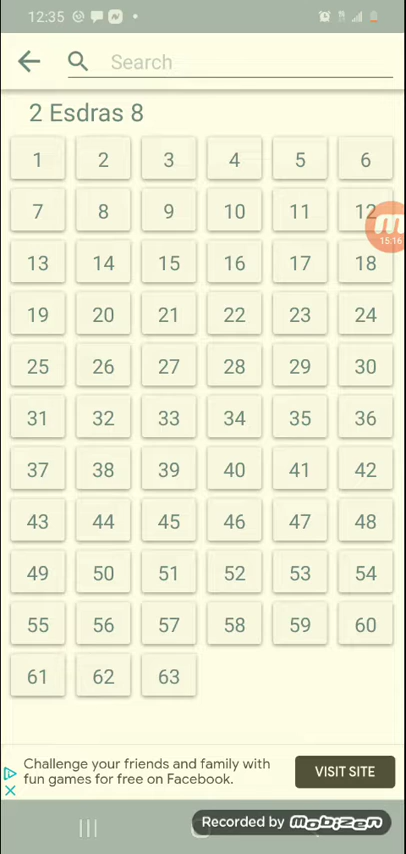 12:35
Search
2 Esdras 8
1 2 3 4 5 6
7 8 9 10 11 12
15:16
13 14 15 16 17 18
19 20 21 22 23 24
25 26 27 28 29 30
31 32 33 34 35 36
37 38 39 40 41 42
43 44 45 46 47 48
49 50 51 52 53 54
55 56 57 58 59 60
61 62 63
Challenge your friends and family with
fun games for free on Facebook.
VISIT SITE
Recorded by mobizen